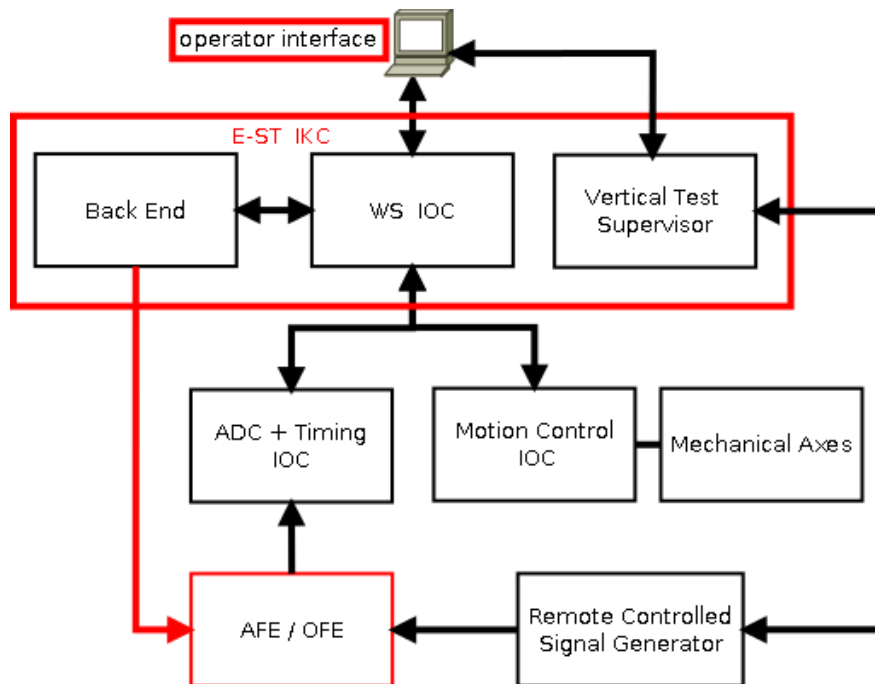 operator interface
E-ST IKC
Back End
WS IOC
Vertical Test
Supervisor
ADC + Timing
IOC
Motion Control
IOC
Mechanical Axes
AFE / OFE
Remote Controlled
Signal Generator